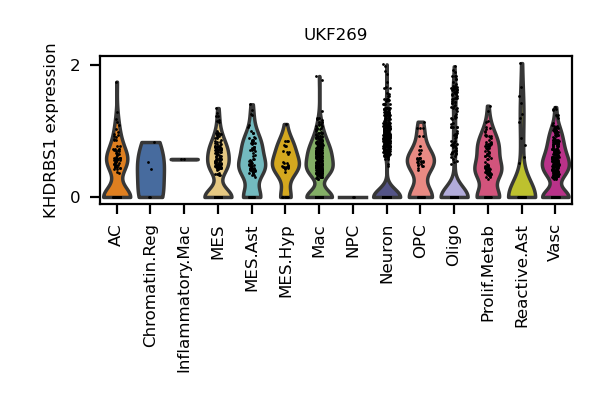 UKF269
KHDRBS1 expression
2
0
AC
Chromatin.Reg
Inflammatory.Mac
MES
MES.Ast
MES.Hyp
Mac
NPC
Neuron
OPC
Oligo
Prolif.Metab
Reactive.Ast
Vasc